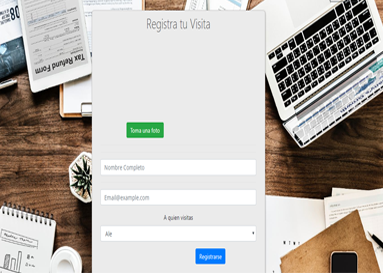 Tax Refund Form
Registra tu Visita
Toma una foto
Nombre Completo
Email@example.com
A quien visitas
Ale
Registrarse